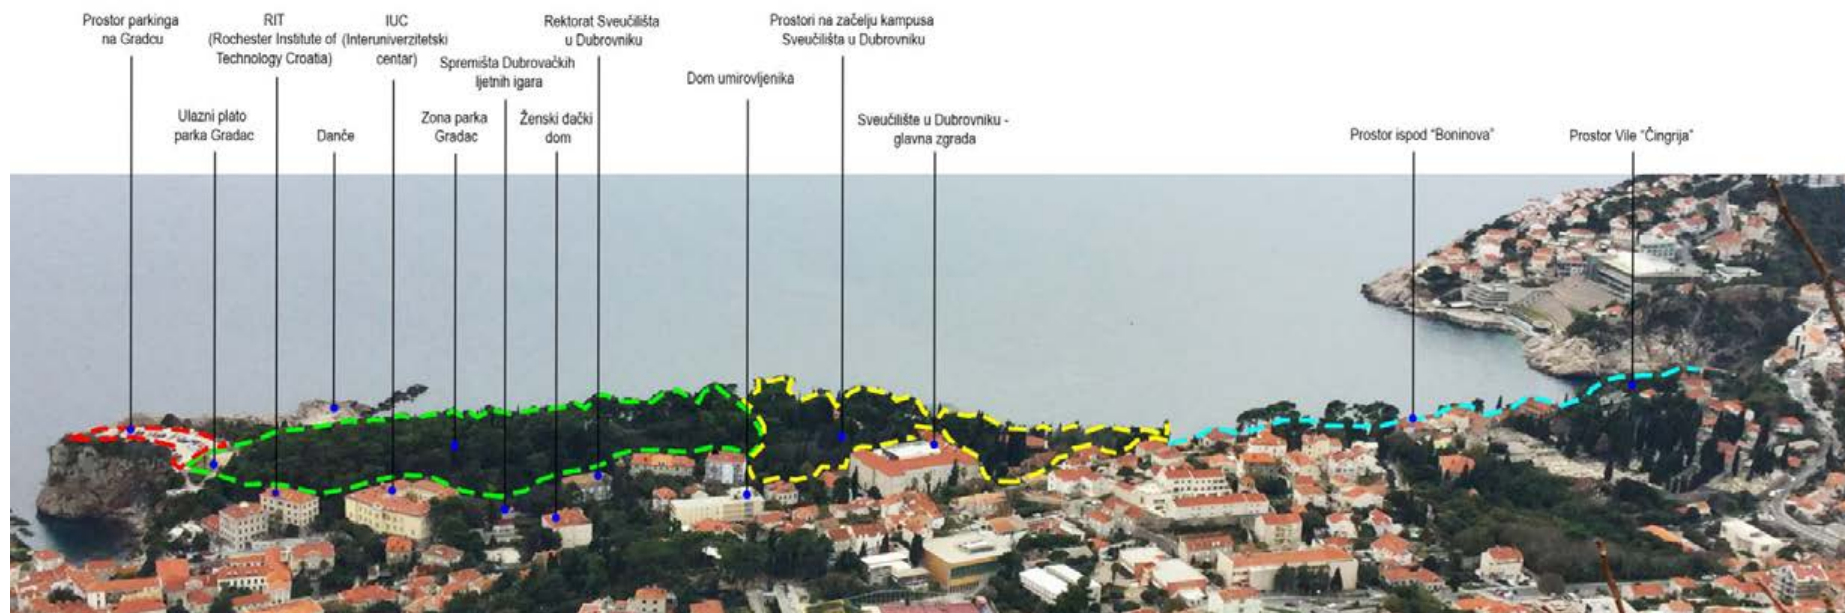 Prostor parkinga
na Gradcu
RIT
(Rochester Institute of
Technology Croatia)
IUC
(Interuniverzitetski
centar)
Spremišta Dubrovačkih
ljetnih igara
Rektorat Sveučilišta
u Dubrovniku
Dom umirovljenika
Prostori na začelju kampusa
Sveučilišta u Dubrovniku
Ulazni plato
parka Gradac
Danče
Zona parka
Gradac
Ženski đački
dom
Sveučilište u Dubrovniku -
glavna zgrada
Prostor ispod "Boninova"
Prostor Vile "Čingrija"